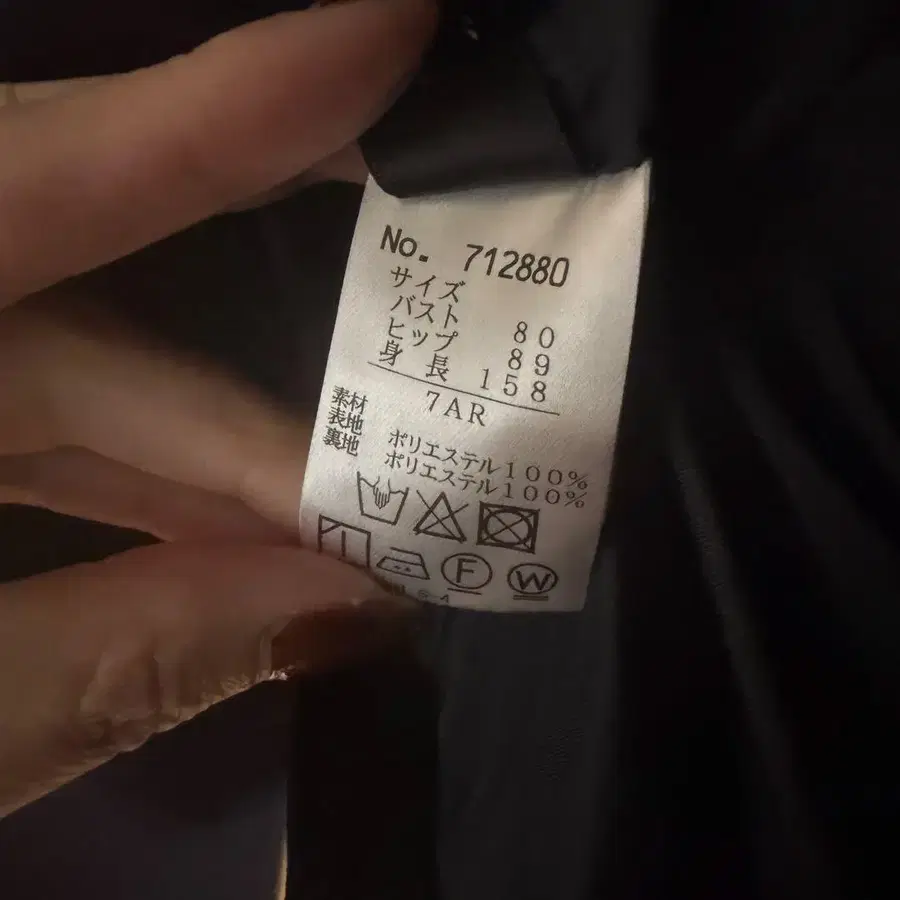 No. 712880
サイズ
バスト 80
ヒップ 89
身長 158
7AR
素材
表地 ポリエステル100%
裏地 ポリエステル100%
F W